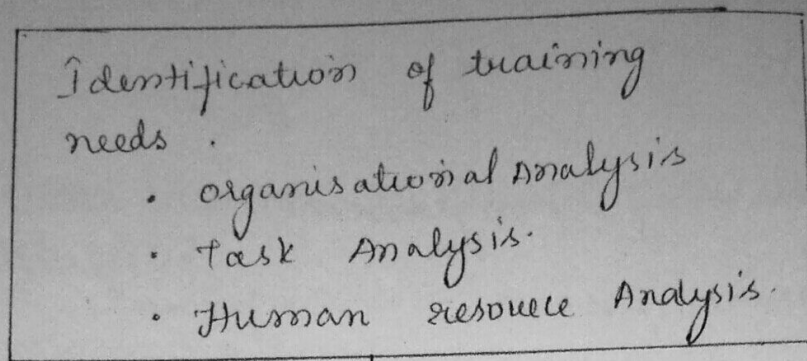 Identification of training
needs .
• organisational Analysis
• Task Analysis.
• Human resource Analysis.